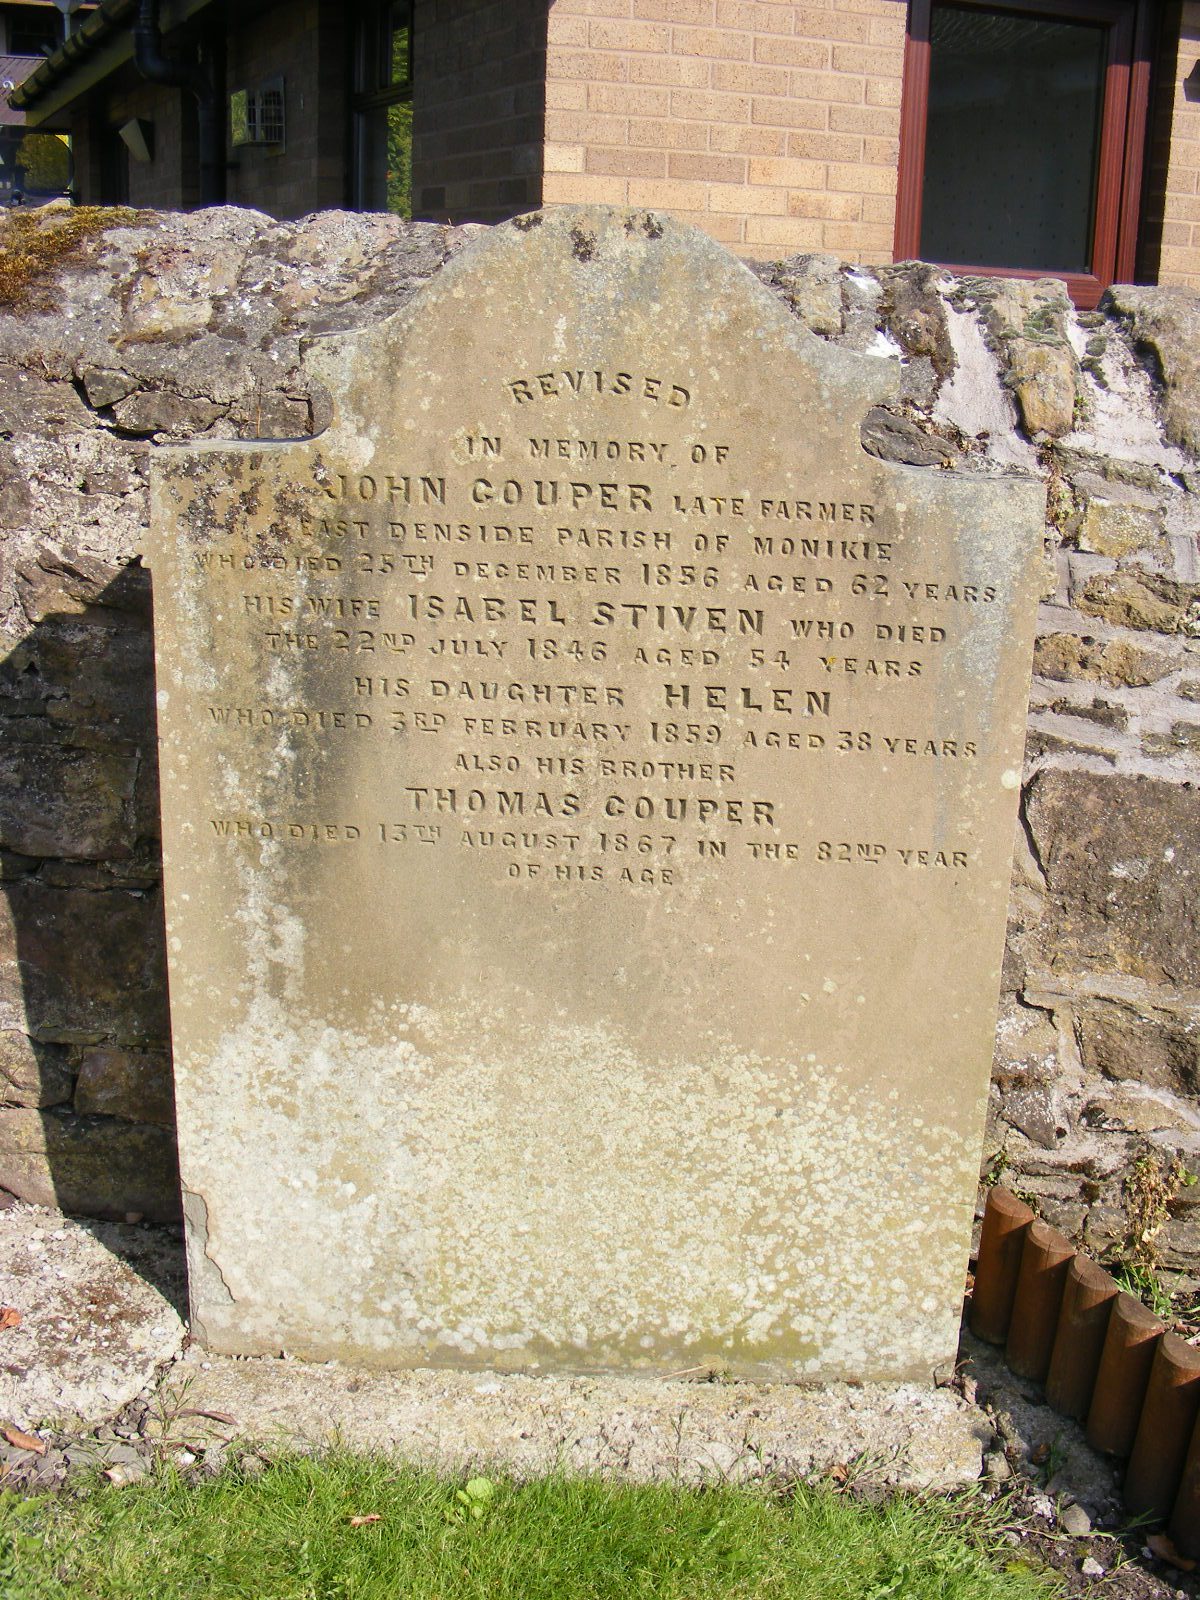 REVISED
IN MEMORY OF
JOHN COUPER LATE FARMER
EAST DENSIDE PARISH OF MONIKIE
WHO DIED 25TH DECEMBER 1856 AGED 62 YEARS
HIS WIFE ISABEL STIVEN WHO DIED
THE 22ND JULY 1846 AGED 54 YEARS
HIS DAUGHTER HELEN
WHO DIED 3RD FEBRUARY 1859 AGED 38 YEARS
ALSO HIS BROTHER
THOMAS COUPER
WHO DIED 13TH AUGUST 1867 IN THE 82ND YEAR
OF HIS AGE